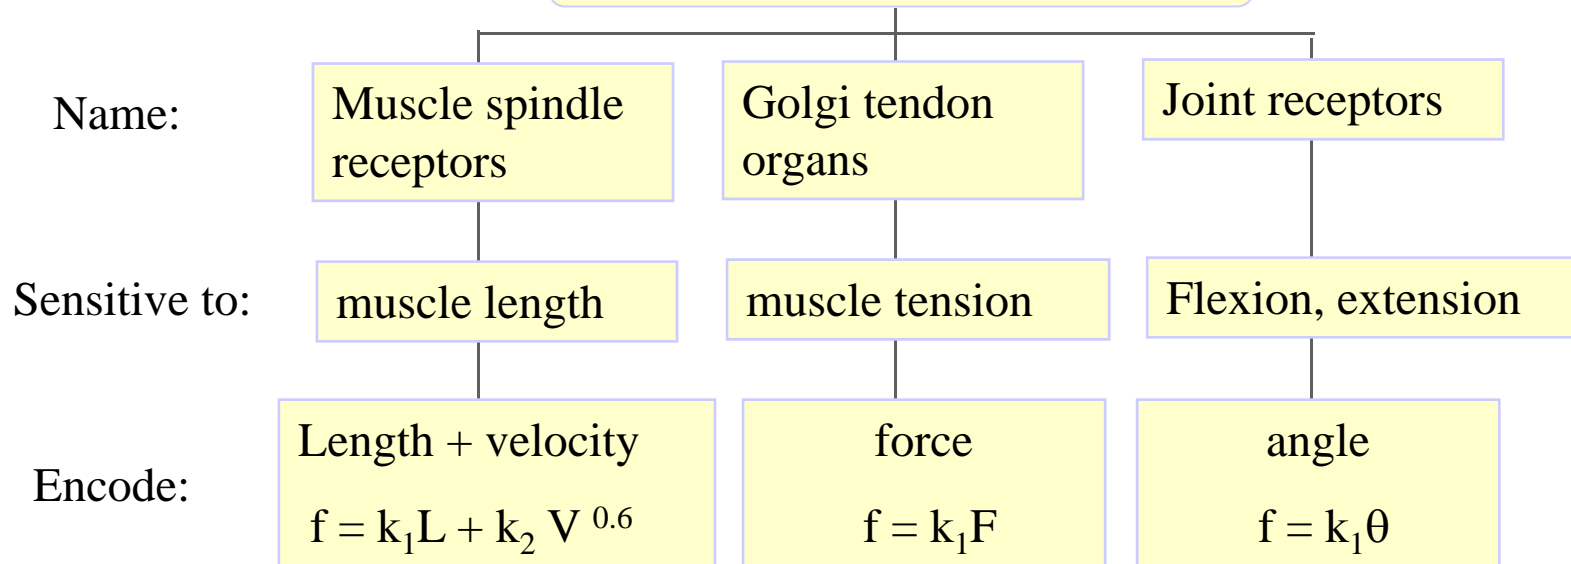 Name:
Muscle spindle
receptors
Golgi tendon
organs
Joint receptors
Sensitive to:
muscle length
muscle tension
Flexion, extension
Encode:
Length + velocity
f = k₁L + k₂ V ⁰·⁶
force
f = k₁F
angle
f = k₁θ